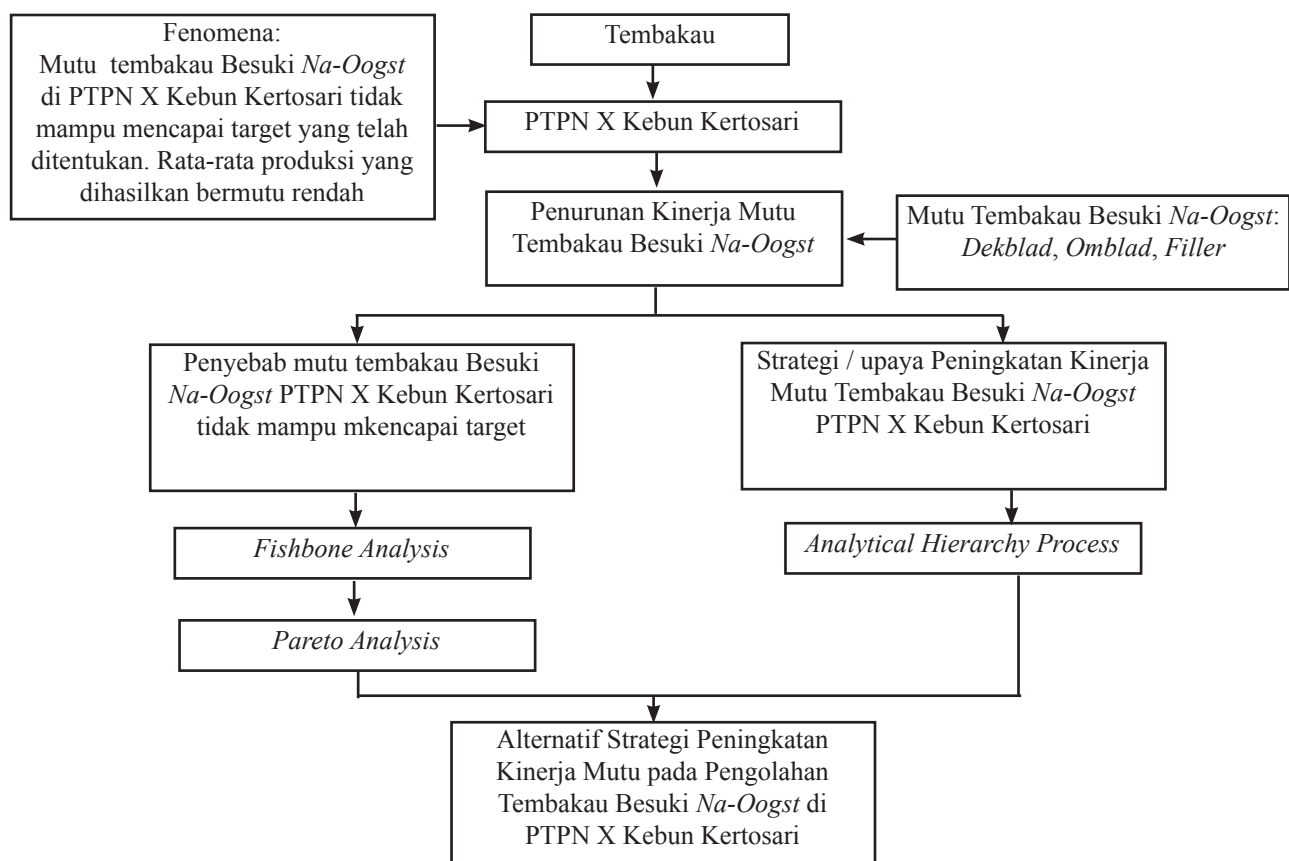 Fenomena:
Mutu tembakau Besuki Na-Oogst
di PTPN X Kebun Kertosari tidak
mampu mencapai target yang telah
ditentukan. Rata-rata produksi yang
dihasilkan bermutu rendah
Tembakau
PTPN X Kebun Kertosari
Penurunan Kinerja Mutu
Tembakau Besuki Na-Oogst
Mutu Tembakau Besuki Na-Oogst:
Dekblad, Omblad, Filler
Penyebab mutu tembakau Besuki
Na-Oogst PTPN X Kebun Kertosari
tidak mampu mkencapai target
Strategi / upaya Peningkatan Kinerja
Mutu Tembakau Besuki Na-Oogst
PTPN X Kebun Kertosari
Fishbone Analysis
Analytical Hierarchy Process
Pareto Analysis
Alternatif Strategi Peningkatan
Kinerja Mutu pada Pengolahan
Tembakau Besuki Na-Oogst di
PTPN X Kebun Kertosari